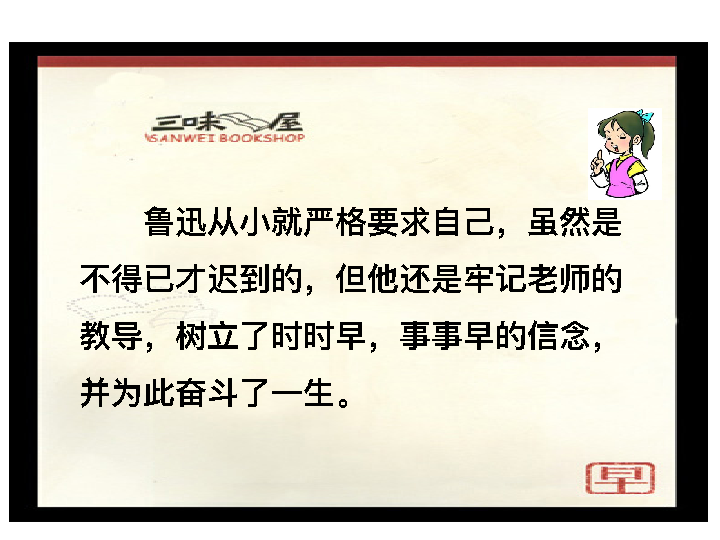 三味书屋
SANWEI BOOKSHOP
鲁迅从小就严格要求自己，虽然是
不得已才迟到的，但他还是牢记老师的
教导，树立了时时早，事事早的信念，
并为此奋斗了一生。
早